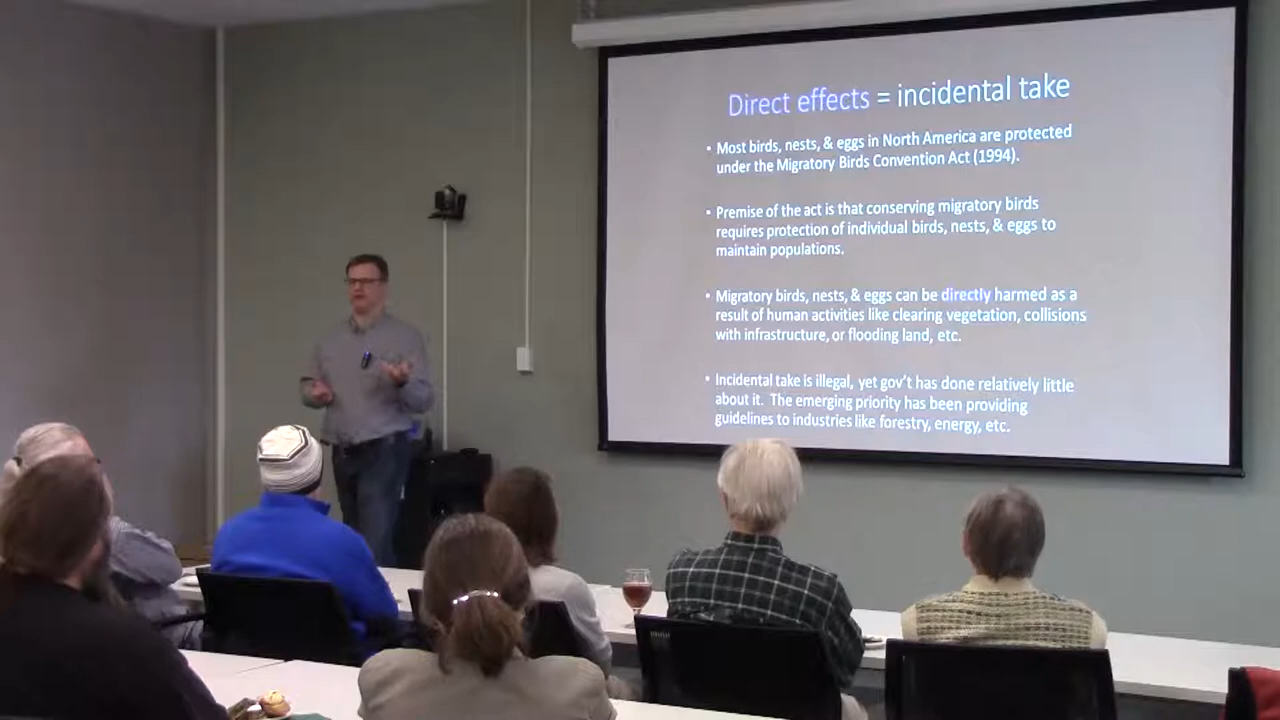 Direct effects = incidental take
• Most birds, nests, & eggs in North America are protected
under the Migratory Birds Convention Act (1994).
• Premise of the act is that conserving migratory birds
requires protection of individual birds, nests, & eggs to
maintain populations.
• Migratory birds, nests, & eggs can be directly harmed as a
result of human activities like clearing vegetation, collisions
with infrastructure, or flooding land, etc.
• Incidental take is illegal, yet gov't has done relatively little
about it. The emerging priority has been providing
guidelines to industries like forestry, energy, etc.